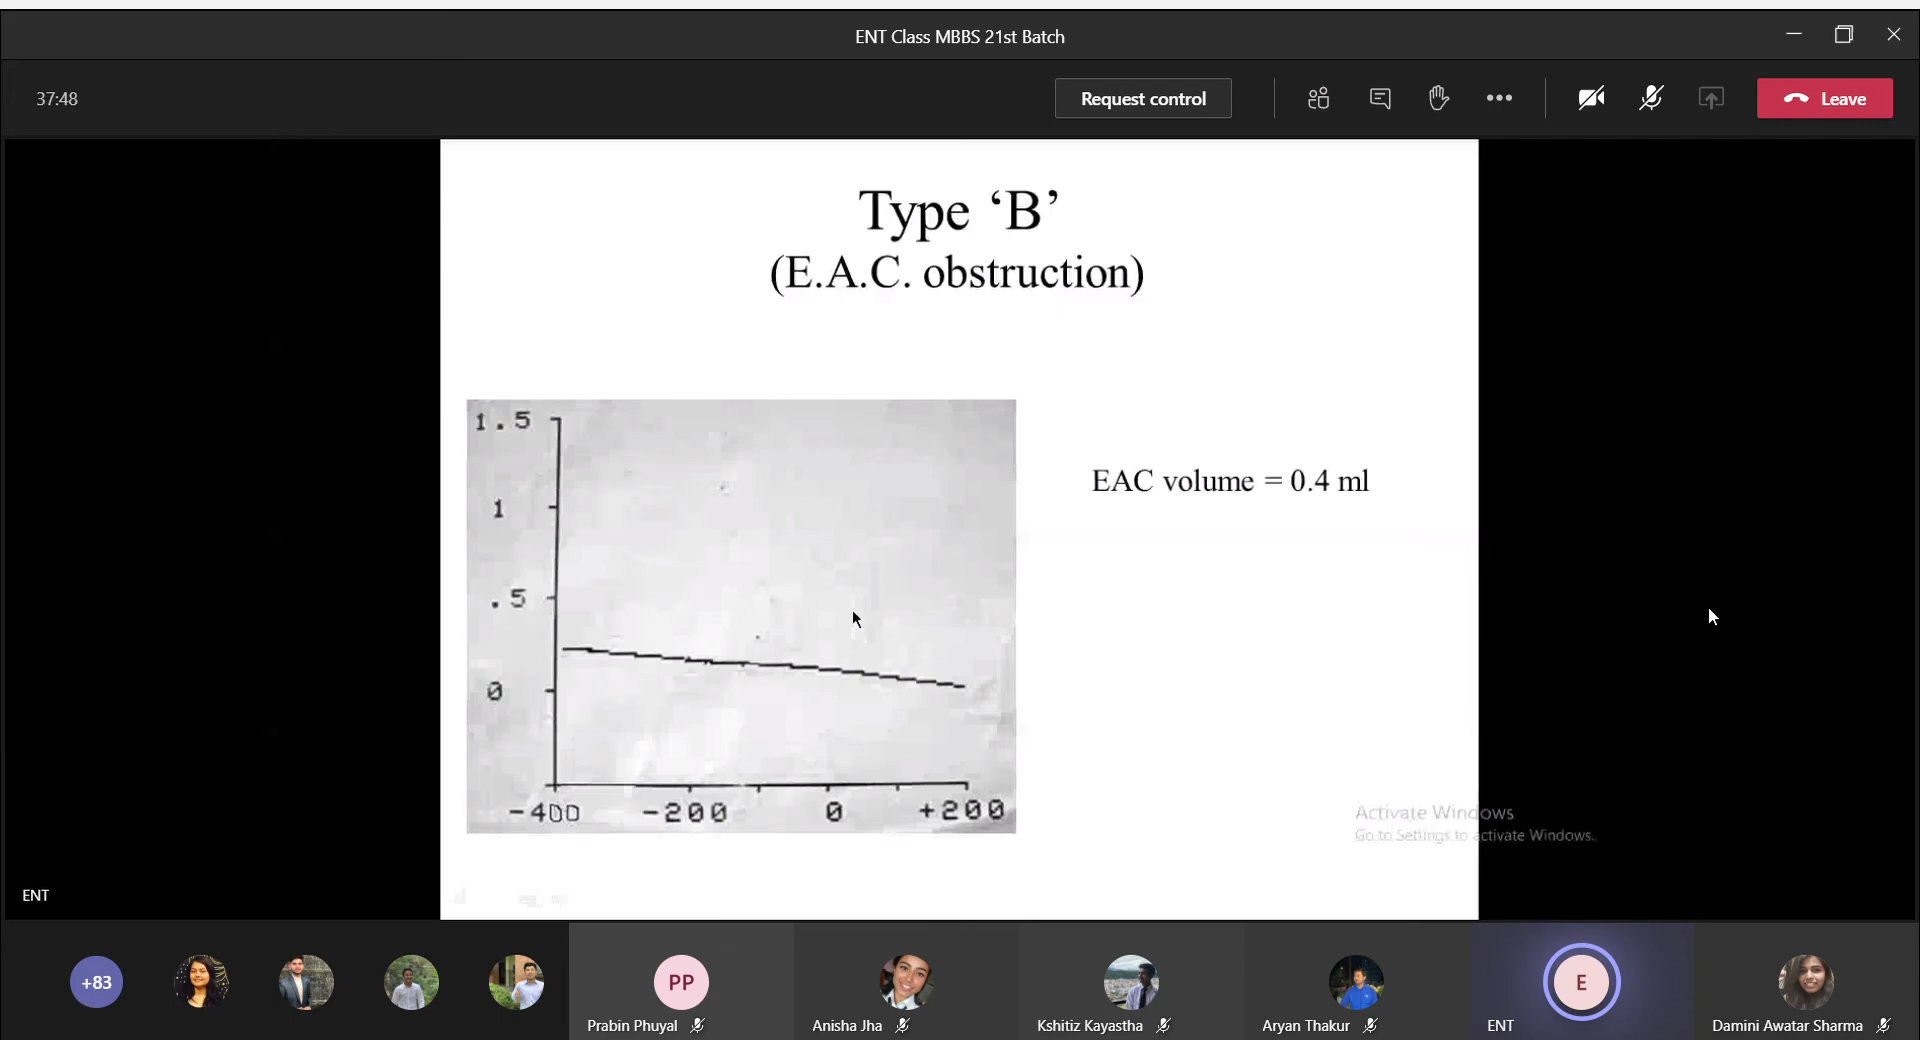 ENT Class MBBS 21st Batch
37:48
Request control
Leave
Type ‘B’
(E.A.C. obstruction)
1.5
1
.5
0
-400 -200 0 +200
EAC volume = 0.4 ml
Activate Windows
Go to Settings to activate Windows.
ENT
+83
PP
E
Prabin Phuyal
Anisha Jha
Kshitiz Kayastha
Aryan Thakur
ENT
Damini Awatar Sharma